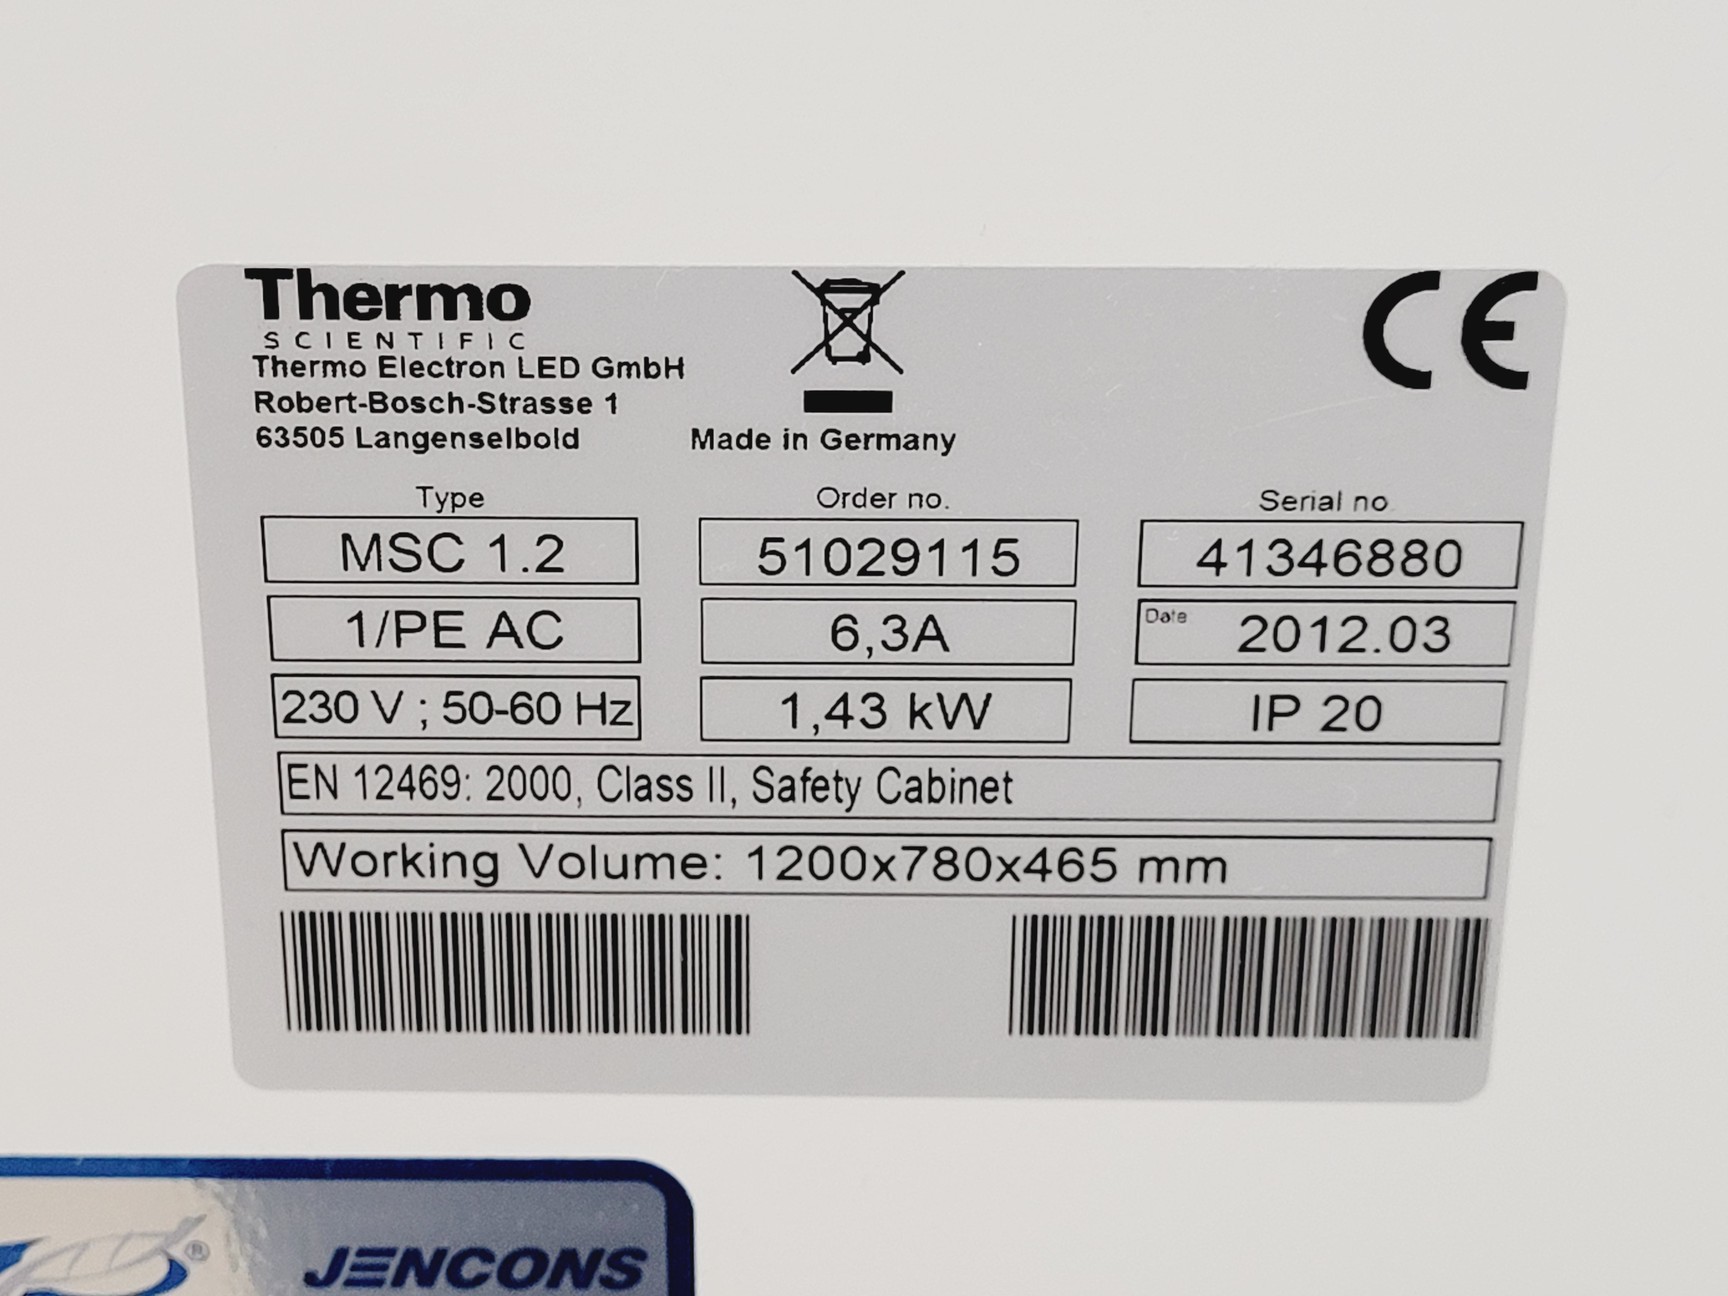 Thermo
SCIENTIFIC
Thermo Electron LED GmbH
Robert-Bosch-Strasse 1
63505 Langenselbold
Made in Germany
CE
Type
Order no.
Serial no
MSC 1.2
51029115
41346880
1/PE AC
6,3A
Date 2012.03
230 V ; 50-60 Hz
1,43 kW
IP 20
EN 12469: 2000, Class II, Safety Cabinet
Working Volume: 1200x780x465 mm
®
JENCONS